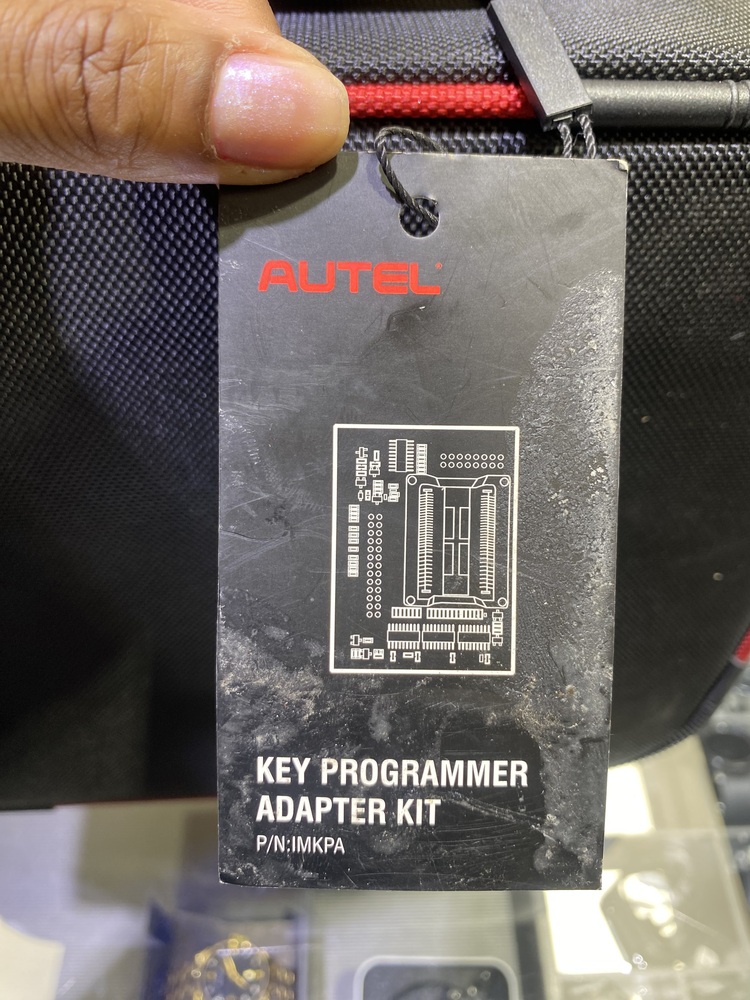 AUTEL
KEY PROGRAMMER
ADAPTER KIT
P/N:IMKPA